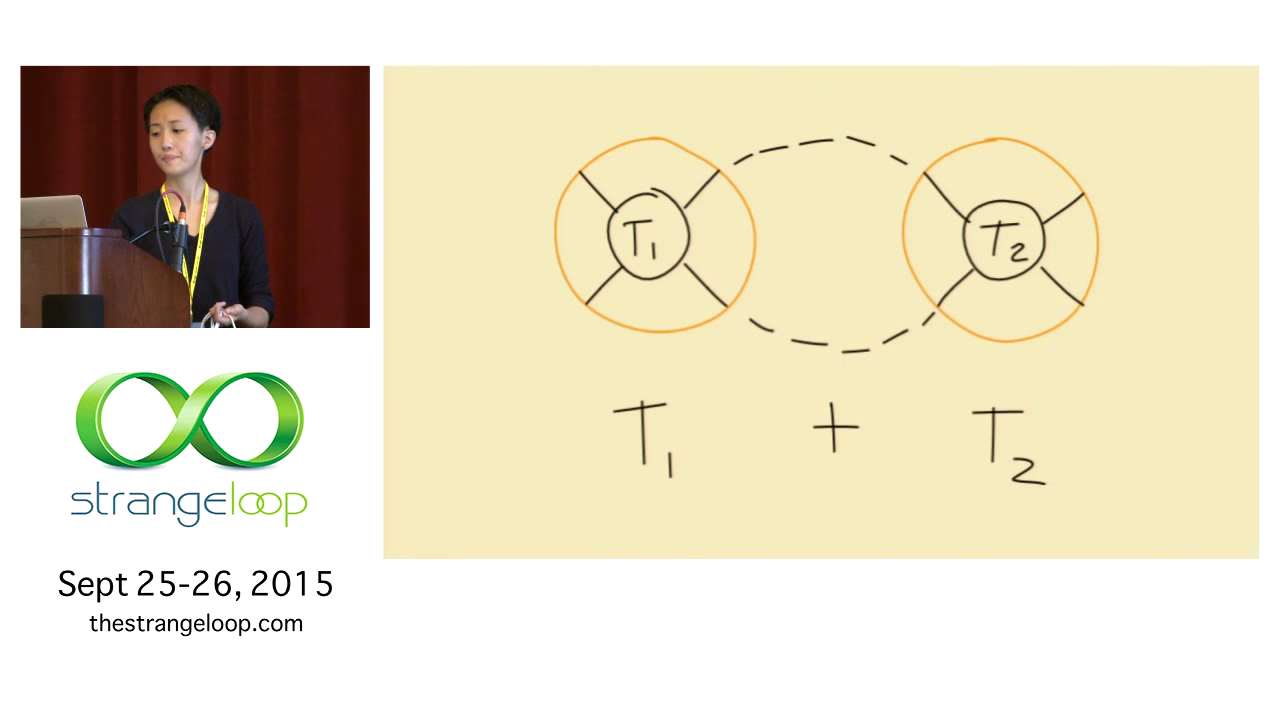 T1 T2
T1 + T2
strangeloop
Sept 25-26, 2015
thestrangeloop.com